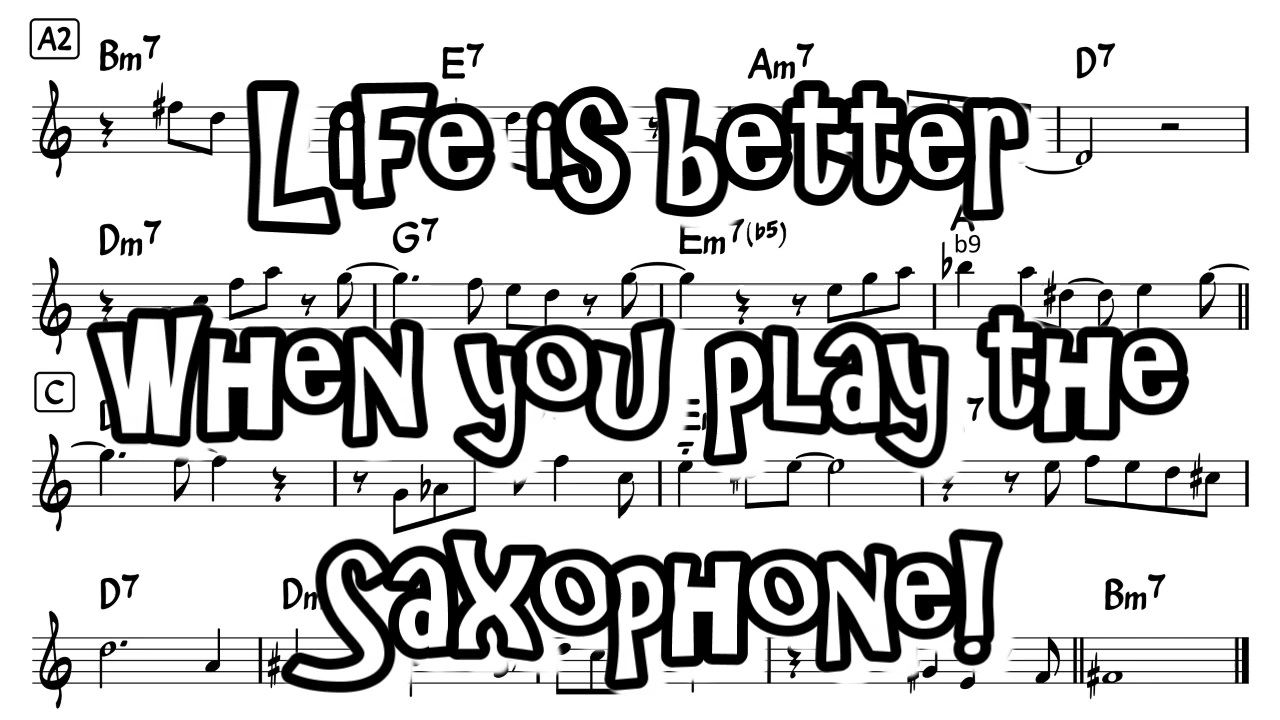 A2
Bm7 E7 Am7 D7
Life is better
Dm7 G7 Em7(b5) A
b9
When you play the
C
7
Saxophone!
D7 Bm7